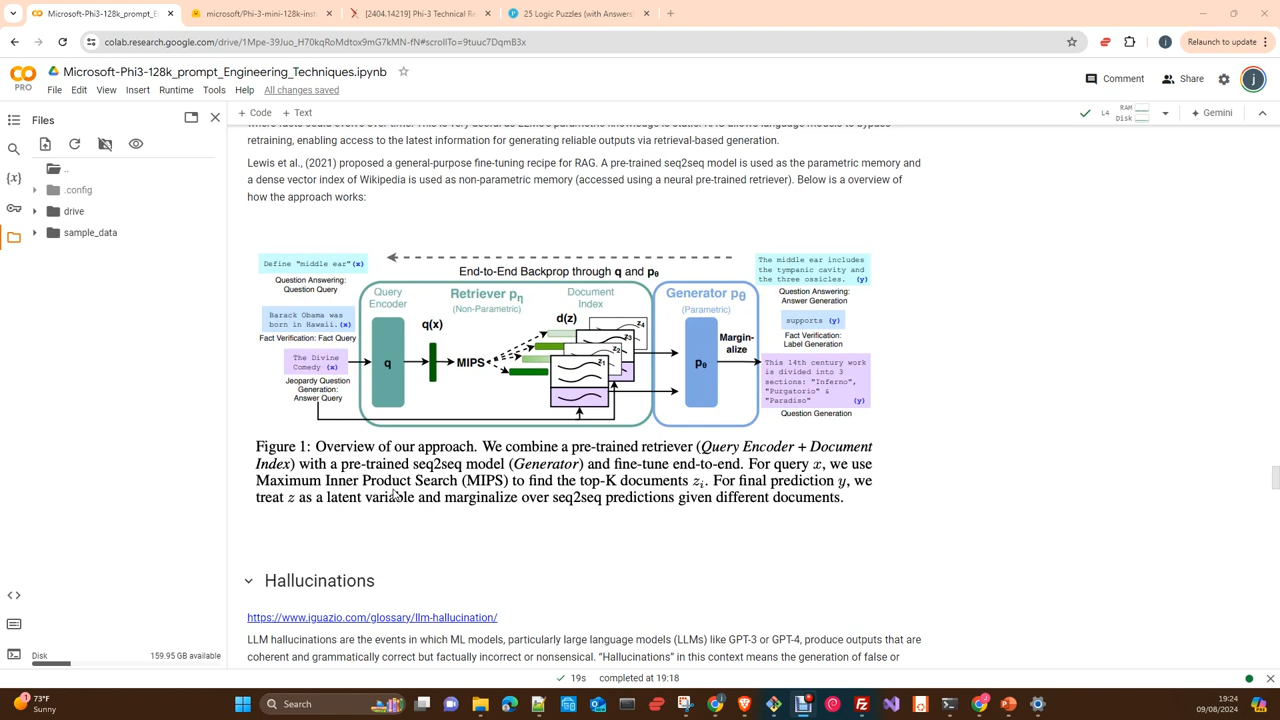 Microsoft-Phi3-128k_prompt_E
microsoft/Phi-3-mini-128k-inst
[2404.14219] Phi-3 Technical Re
25 Logic Puzzles (with Answers)
colab.research.google.com/drive/1Mpe-39Juo_H70kqRoMdtox9mG7kMN-fN#scrollTo=9tuuc7DqmB3x
Relaunch to update
CO
PRO
Microsoft-Phi3-128k_prompt_Engineering_Techniques.ipynb
File Edit View Insert Runtime Tools Help All changes saved
Comment Share
Files
+ Code + Text
L4 RAM Disk
Gemini
..
.config
drive
sample_data
retraining, enabling access to the latest information for generating reliable outputs via retrieval-based generation.
Lewis et al., (2021) proposed a general-purpose fine-tuning recipe for RAG. A pre-trained seq2seq model is used as the parametric memory and
a dense vector index of Wikipedia is used as non-parametric memory (accessed using a neural pre-trained retriever). Below is a overview of
how the approach works:
Define "middle ear"(x)
Question Answering:
Question Query
Barack Obama was
born in Hawaii.(x)
Fact Verification: Fact Query
The Divine
Comedy (x)
Jeopardy Question
Generation:
Answer Query
End-to-End Backprop through q and pθ
Query
Encoder
q
q(x)
Retriever pη
(Non-Parametric)
MIPS
Document
Index
d(z)
z4
z3
z2
z1
Generator pθ
(Parametric)
pθ
Margin-
alize
The middle ear includes
the tympanic cavity and
the three ossicles. (y)
Question Answering:
Answer Generation
supports (y)
Fact Verification:
Label Generation
This 14th century work
is divided into 3
sections: "Inferno",
"Purgatorio" &
"Paradiso" (y)
Question Generation
Figure 1: Overview of our approach. We combine a pre-trained retriever (Query Encoder + Document
Index) with a pre-trained seq2seq model (Generator) and fine-tune end-to-end. For query x, we use
Maximum Inner Product Search (MIPS) to find the top-K documents zi. For final prediction y, we
treat z as a latent variable and marginalize over seq2seq predictions given different documents.
Hallucinations
https://www.iguazio.com/glossary/llm-hallucination/
LLM hallucinations are the events in which ML models, particularly large language models (LLMs) like GPT-3 or GPT-4, produce outputs that are
coherent and grammatically correct but factually incorrect or nonsensical. "Hallucinations" in this context means the generation of false or
Disk 159.95 GB available
19s completed at 19:18
73°F
Sunny
Search
19:24
09/08/2024